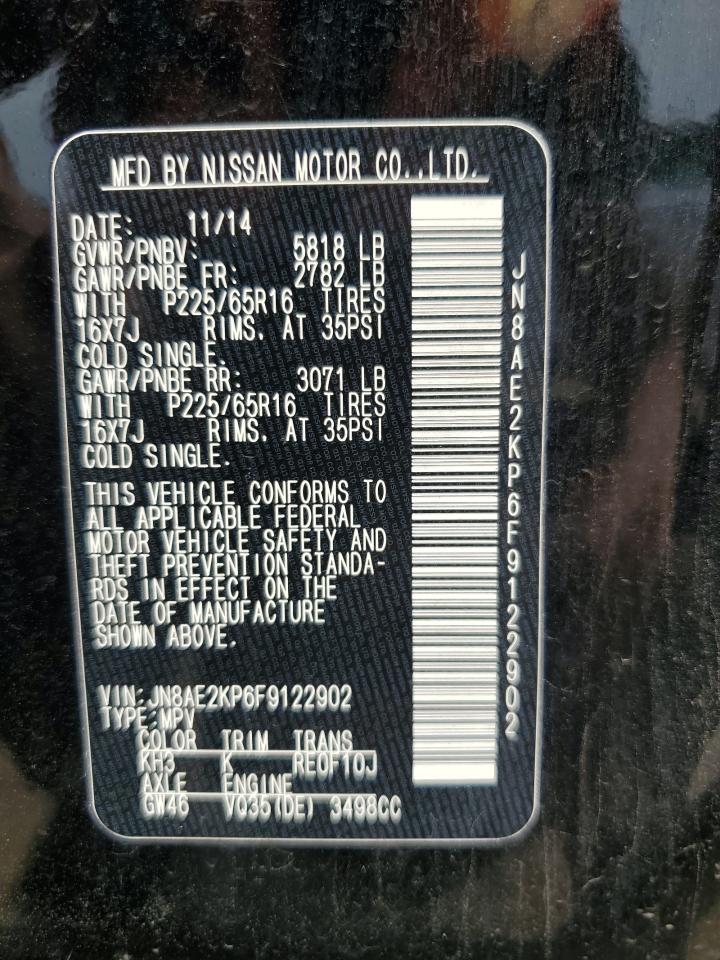 MFD BY NISSAN MOTOR CO.,LTD.
DATE: 11/14
GVWR/PNBV: 5818 LB
GAWR/PNBE FR: 2782 LB
WITH P225/65R16 TIRES
16X7J RIMS, AT 35PSI
COLD SINGLE.
GAWR/PNBE RR: 3071 LB
WITH P225/65R16 TIRES
16X7J RIMS, AT 35PSI
COLD SINGLE.
THIS VEHICLE CONFORMS TO
ALL APPLICABLE FEDERAL
MOTOR VEHICLE SAFETY AND
THEFT PREVENTION STANDA-
RDS IN EFFECT ON THE
DATE OF MANUFACTURE
SHOWN ABOVE.
VIN:JN8AE2KP6F9122902
TYPE:MPV
COLOR TRIM TRANS
KH3 K RE0F10J
AXLE ENGINE
GW46 VQ35(DE) 3498CC
JN8AE2KP6F9122902